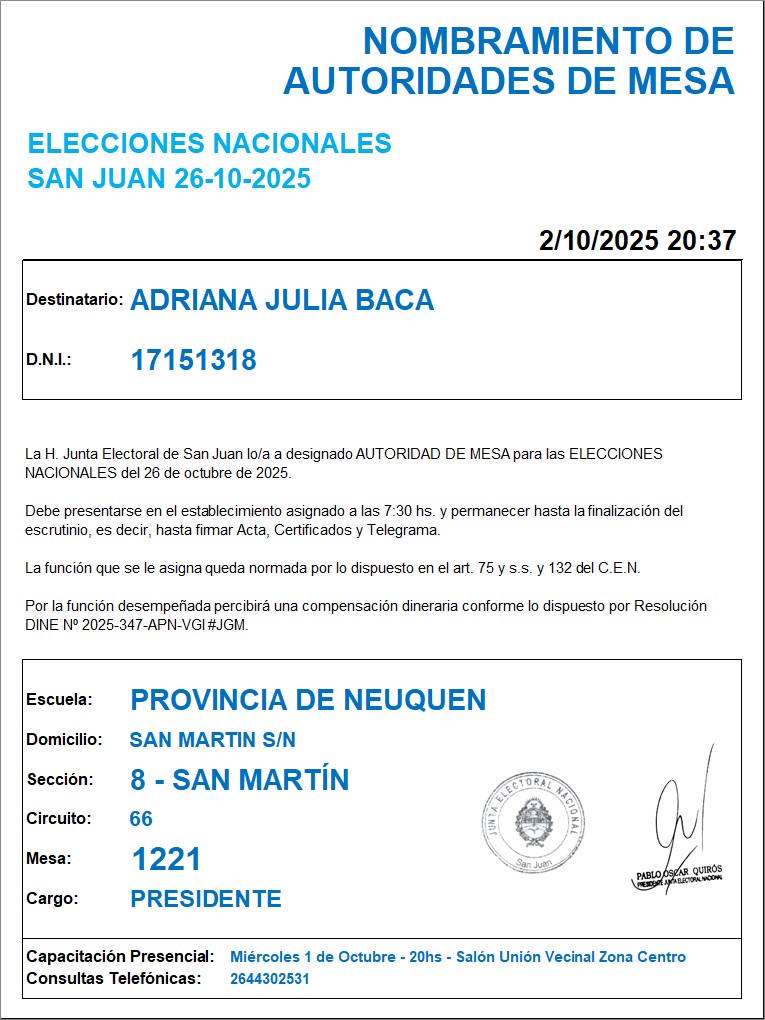 NOMBRAMIENTO DE
AUTORIDADES DE MESA
ELECCIONES NACIONALES
SAN JUAN 26-10-2025
2/10/2025 20:37
Destinatario: ADRIANA JULIA BACA
D.N.I.: 17151318
La H. Junta Electoral de San Juan lo/a a designado AUTORIDAD DE MESA para las ELECCIONES
NACIONALES del 26 de octubre de 2025.
Debe presentarse en el establecimiento asignado a las 7:30 hs. y permanecer hasta la finalización del
escrutinio, es decir, hasta firmar Acta, Certificados y Telegrama.
La función que se le asigna queda normada por lo dispuesto en el art. 75 y s.s. y 132 del C.E.N.
Por la función desempeñada percibirá una compensación dineraria conforme lo dispuesto por Resolución
DINE Nº 2025-347-APN-VGI#JGM.
Escuela: PROVINCIA DE NEUQUEN
Domicilio: SAN MARTIN S/N
Sección: 8 - SAN MARTÍN
Circuito: 66
Mesa: 1221
Cargo: PRESIDENTE
JUNTA ELECTORAL NACIONAL
San Juan
PABLO OSCAR QUIRÓS
PRESIDENTE JUNTA ELECTORAL NACIONAL
Capacitación Presencial: Miércoles 1 de Octubre - 20hs - Salón Unión Vecinal Zona Centro
Consultas Telefónicas: 2644302531